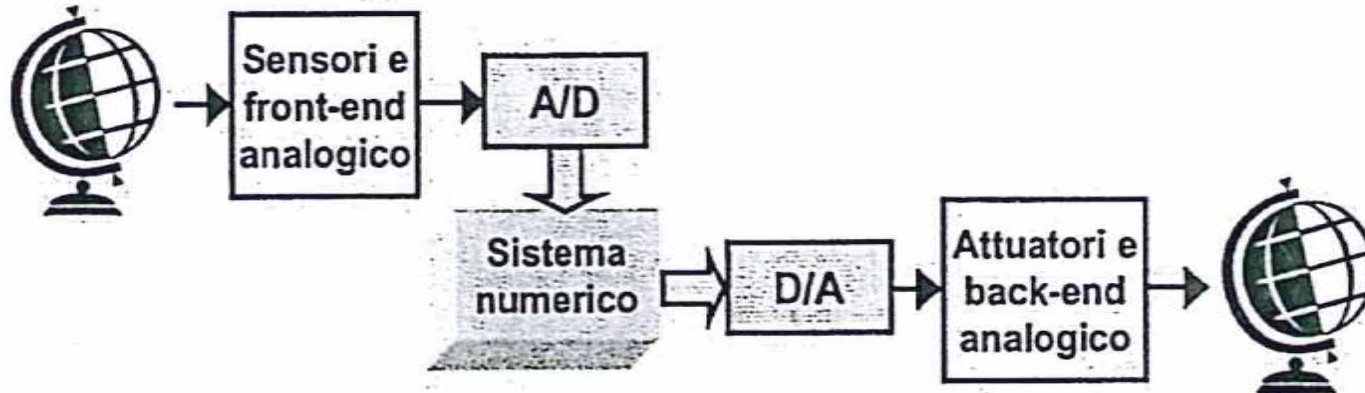 Sensori e
front-end
analogico
A/D
Sistema
numerico
D/A
Attuatori e
back-end
analogico